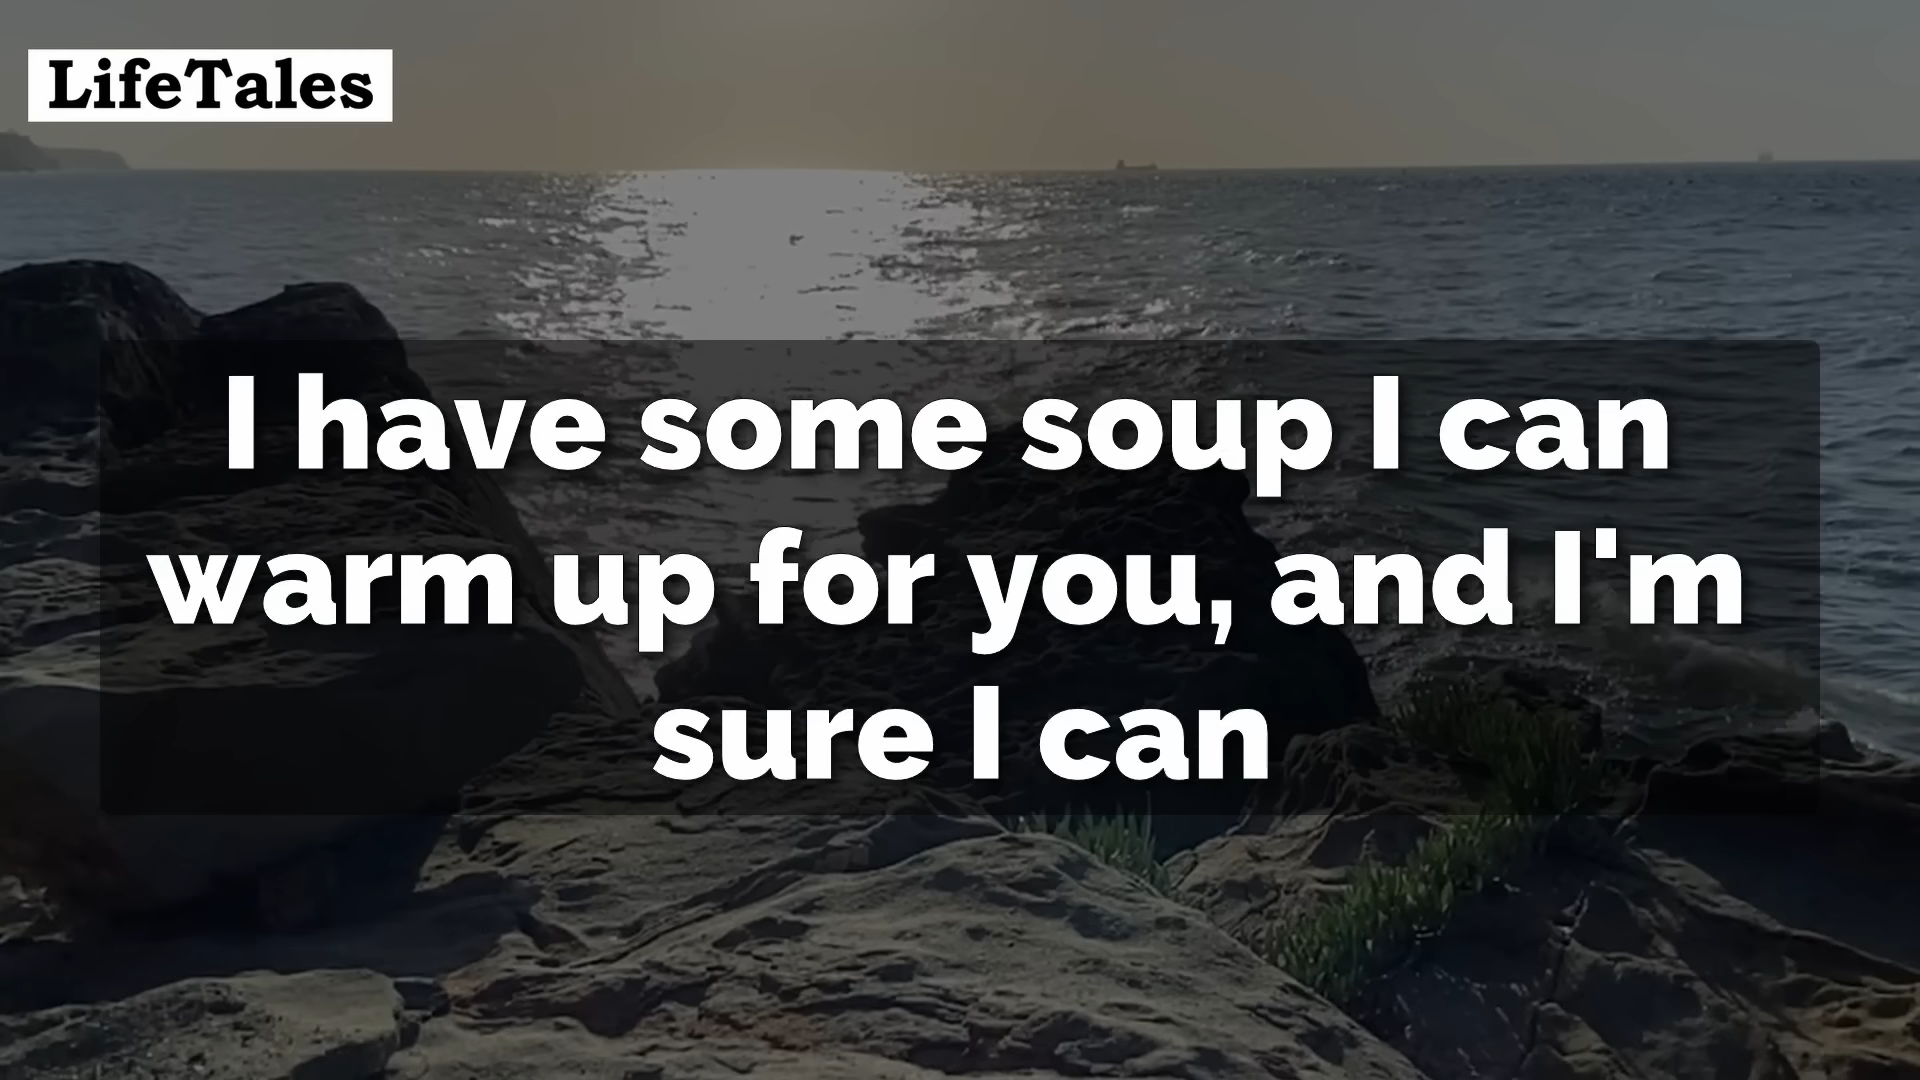 LifeTales
I have some soup I can
warm up for you, and I'm
sure I can